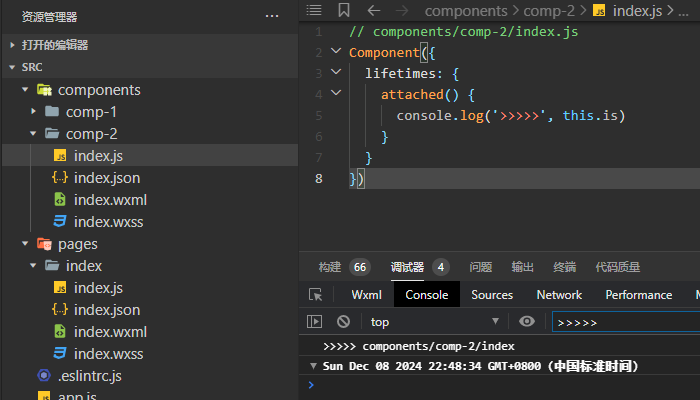 资源管理器
打开的编辑器
SRC
components
comp-1
comp-2
index.js
index.json
index.wxml
index.wxss
pages
index
index.js
index.json
index.wxml
index.wxss
.eslintrc.js
app.js
components › comp-2 › index.js › ...
1 // components/comp-2/index.js
2 Component({
3 lifetimes: {
4 attached() {
5 console.log('>>>>>', this.is)
6 }
7 }
8 })
构建 66 调试器 4 问题 输出 终端 代码质量
Wxml Console Sources Network Performance
top >>>>>
>>>>> components/comp-2/index
Sun Dec 08 2024 22:48:34 GMT+0800 (中国标准时间)